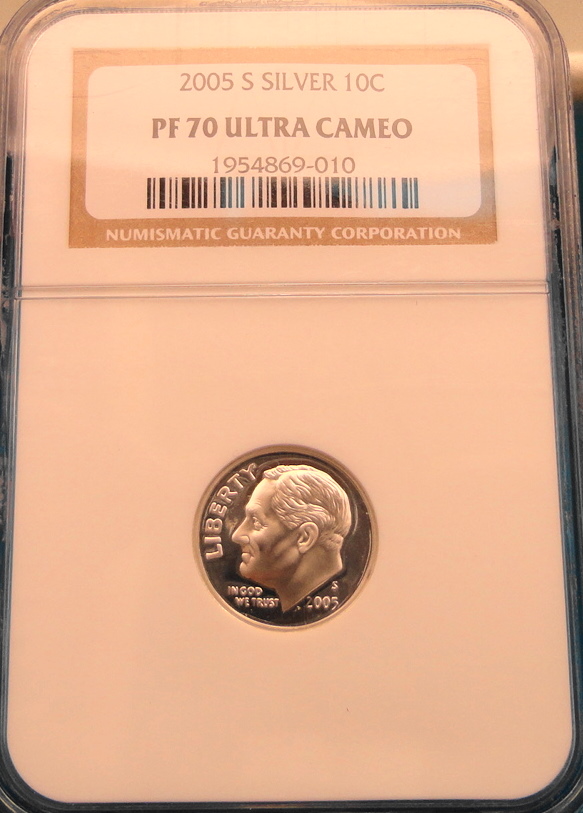 2005 S SILVER 10C
PF 70 ULTRA CAMEO
1954869-010
NUMISMATIC GUARANTY CORPORATION
LIBERTY
IN GOD
WE TRUST
S
2005